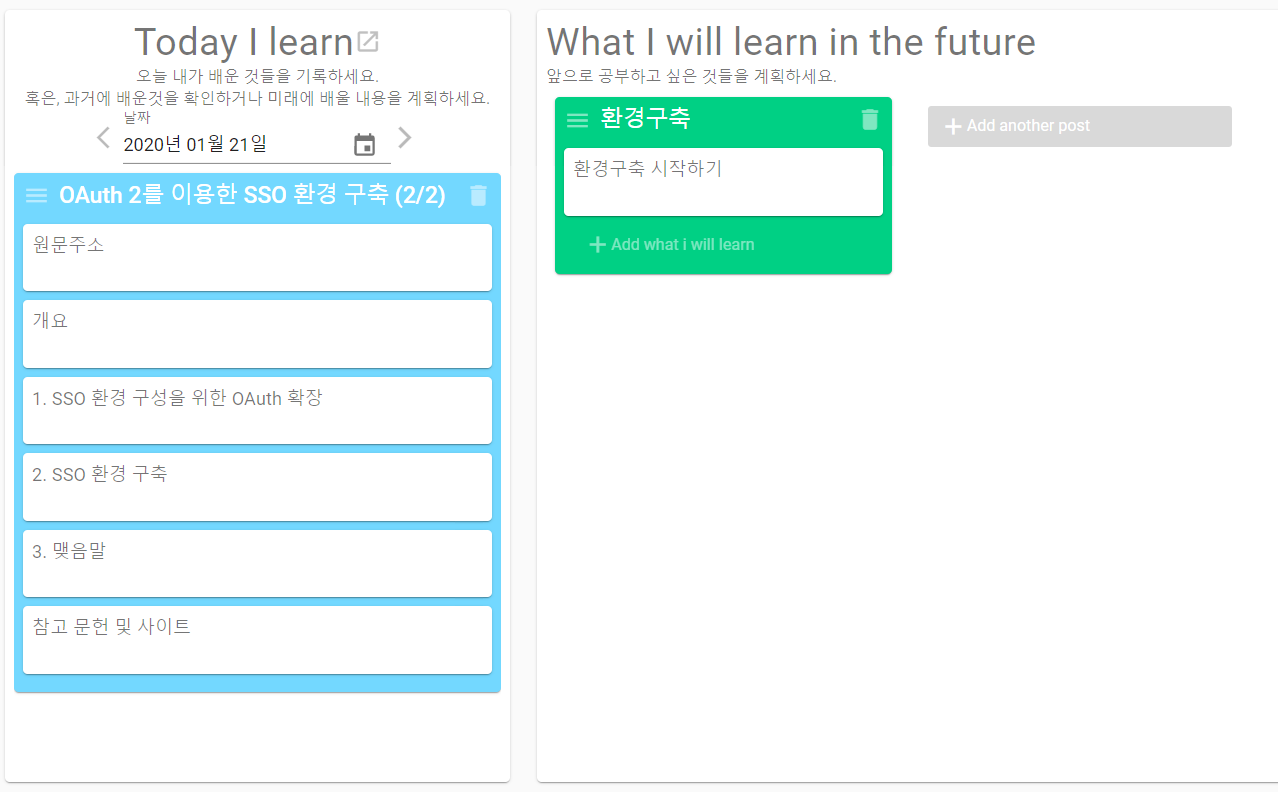 Today I learn
오늘 내가 배운 것들을 기록하세요.
혹은, 과거에 배운것을 확인하거나 미래에 배울 내용을 계획하세요.
날짜
2020년 01월 21일
OAuth 2를 이용한 SSO 환경 구축 (2/2)
원문주소
개요
1. SSO 환경 구성을 위한 OAuth 확장
2. SSO 환경 구축
3. 맺음말
참고 문헌 및 사이트
What I will learn in the future
앞으로 공부하고 싶은 것들을 계획하세요.
환경구축
환경구축 시작하기
Add what i will learn
Add another post